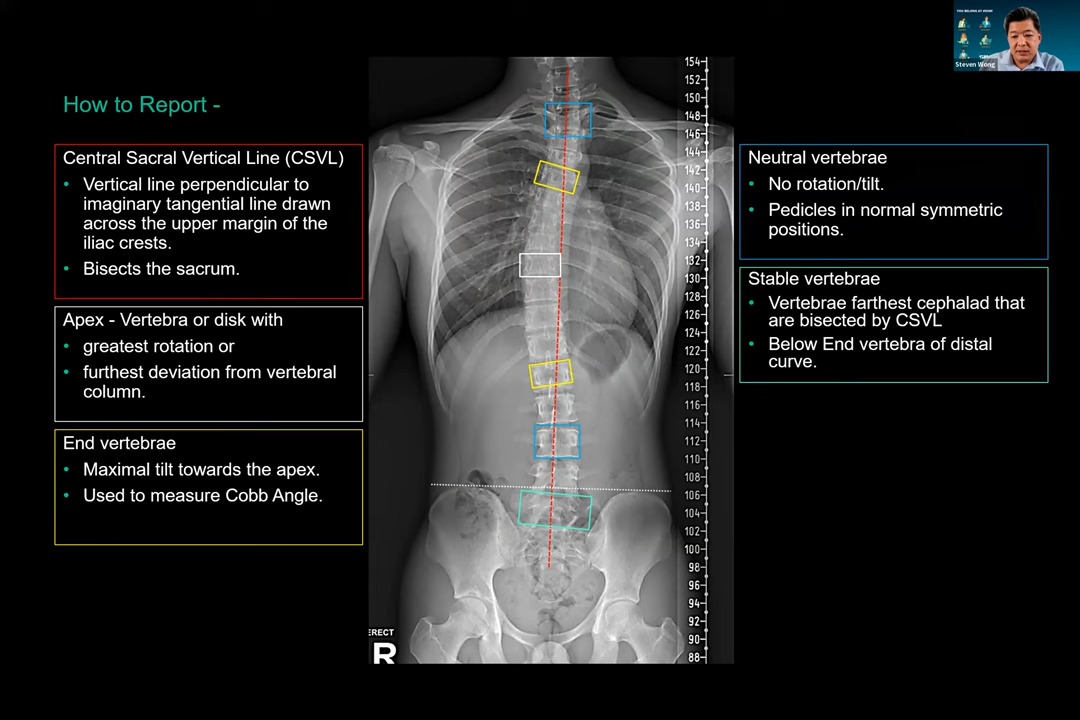 YOU BELONG AT WONK
Steven Wong
How to Report -
Central Sacral Vertical Line (CSVL)
• Vertical line perpendicular to
imaginary tangential line drawn
across the upper margin of the
iliac crests.
• Bisects the sacrum.
Apex - Vertebra or disk with
• greatest rotation or
• furthest deviation from vertebral
column.
End vertebrae
• Maximal tilt towards the apex.
• Used to measure Cobb Angle.
154
152
150
148
146
144
142
140
138
136
134
132
130
128
126
124
122
120
118
116
114
112
110
108
106
104
102
100
98
96
94
92
90
88
ERECT
R
Neutral vertebrae
• No rotation/tilt.
• Pedicles in normal symmetric
positions.
Stable vertebrae
• Vertebrae farthest cephalad that
are bisected by CSVL
• Below End vertebra of distal
curve.